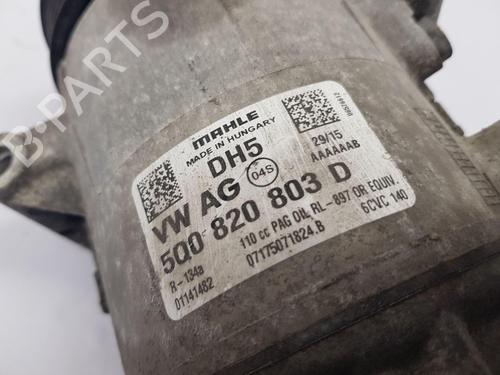 B-PARTS
MAHLE
MADE IN HUNGARY
DH5
29/15
AAAAAAB
VW AG 04S
5Q0 820 803 D
110 cc PAG OIL RL-897 OR EQUIV.
R-134a
6CVC 140
01141482
07175071824.B